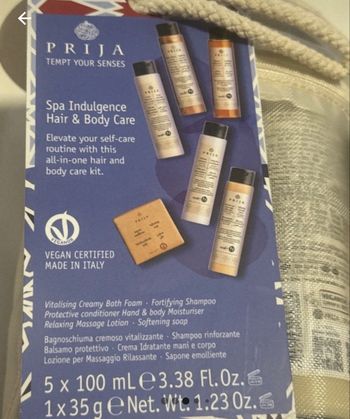 PRIJA
TEMPT YOUR SENSES
Spa Indulgence
Hair & Body Care
Elevate your self-care
routine with this
all-in-one hair and
body care kit.
PRIJA
VEGANOK
VEGAN CERTIFIED
MADE IN ITALY
Vitalising Creamy Bath Foam · Fortifying Shampoo
Protective conditioner Hand & body Moisturiser
Relaxing Massage Lotion · Softening soap
Bagnoschiuma cremoso vitalizzante · Shampoo rinforzante
Balsamo protettivo · Crema Idratante mani e corpo
Lozione per Massaggio Rilassante · Sapone emolliente
5 x 100 mL ℮ 3.38 Fl.Oz.
1 x 35 g ℮ Net. Wt. 1.23 Oz.